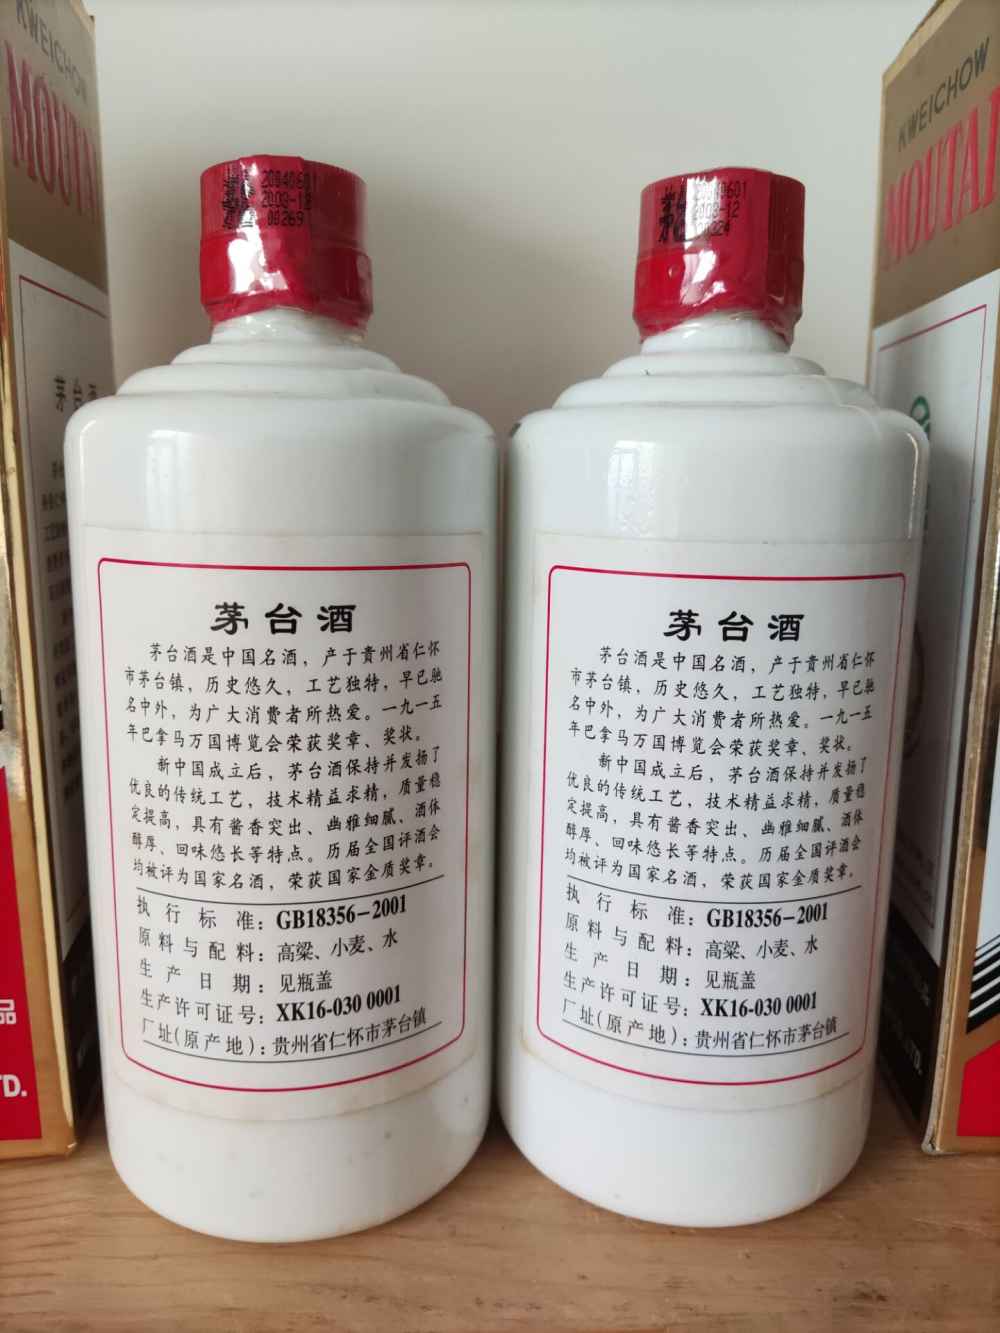 KWEICHOW
MOUTAI
茅台
TD.
品
20040601
00269
茅台酒
茅台酒是中国名酒，产于贵州省仁怀
市茅台镇，历史悠久，工艺独特，早已驰
名中外，为广大消费者所热爱。一九一五
年巴拿马万国博览会荣获奖章、奖状。
新中国成立后，茅台酒保持并发扬了
优良的传统工艺，技术精益求精，质量稳
定提高，具有酱香突出、幽雅细腻、酒体
醇厚、回味悠长等特点。历届全国评酒会
均被评为国家名酒，荣获国家金质奖章。
执行标准：GB18356-2001
原料与配料：高粱、小麦、水
生产日期：见瓶盖
生产许可证号：XK16-030 0001
厂址(原产地)：贵州省仁怀市茅台镇
茅台酒
茅台酒是中国名酒，产于贵州省仁怀
市茅台镇，历史悠久，工艺独特，早已驰
名中外，为广大消费者所热爱。一九一五
年巴拿马万国博览会荣获奖章、奖状。
新中国成立后，茅台酒保持并发扬了
优良的传统工艺，技术精益求精，质量稳
定提高，具有酱香突出、幽雅细腻、酒体
醇厚、回味悠长等特点。历届全国评酒会
均被评为国家名酒，荣获国家金质奖章。
执行标准：GB18356-2001
原料与配料：高粱、小麦、水
生产日期：见瓶盖
生产许可证号：XK16-030 0001
厂址(原产地)：贵州省仁怀市茅台镇
KWEICHOW
MOUTAI
TD.